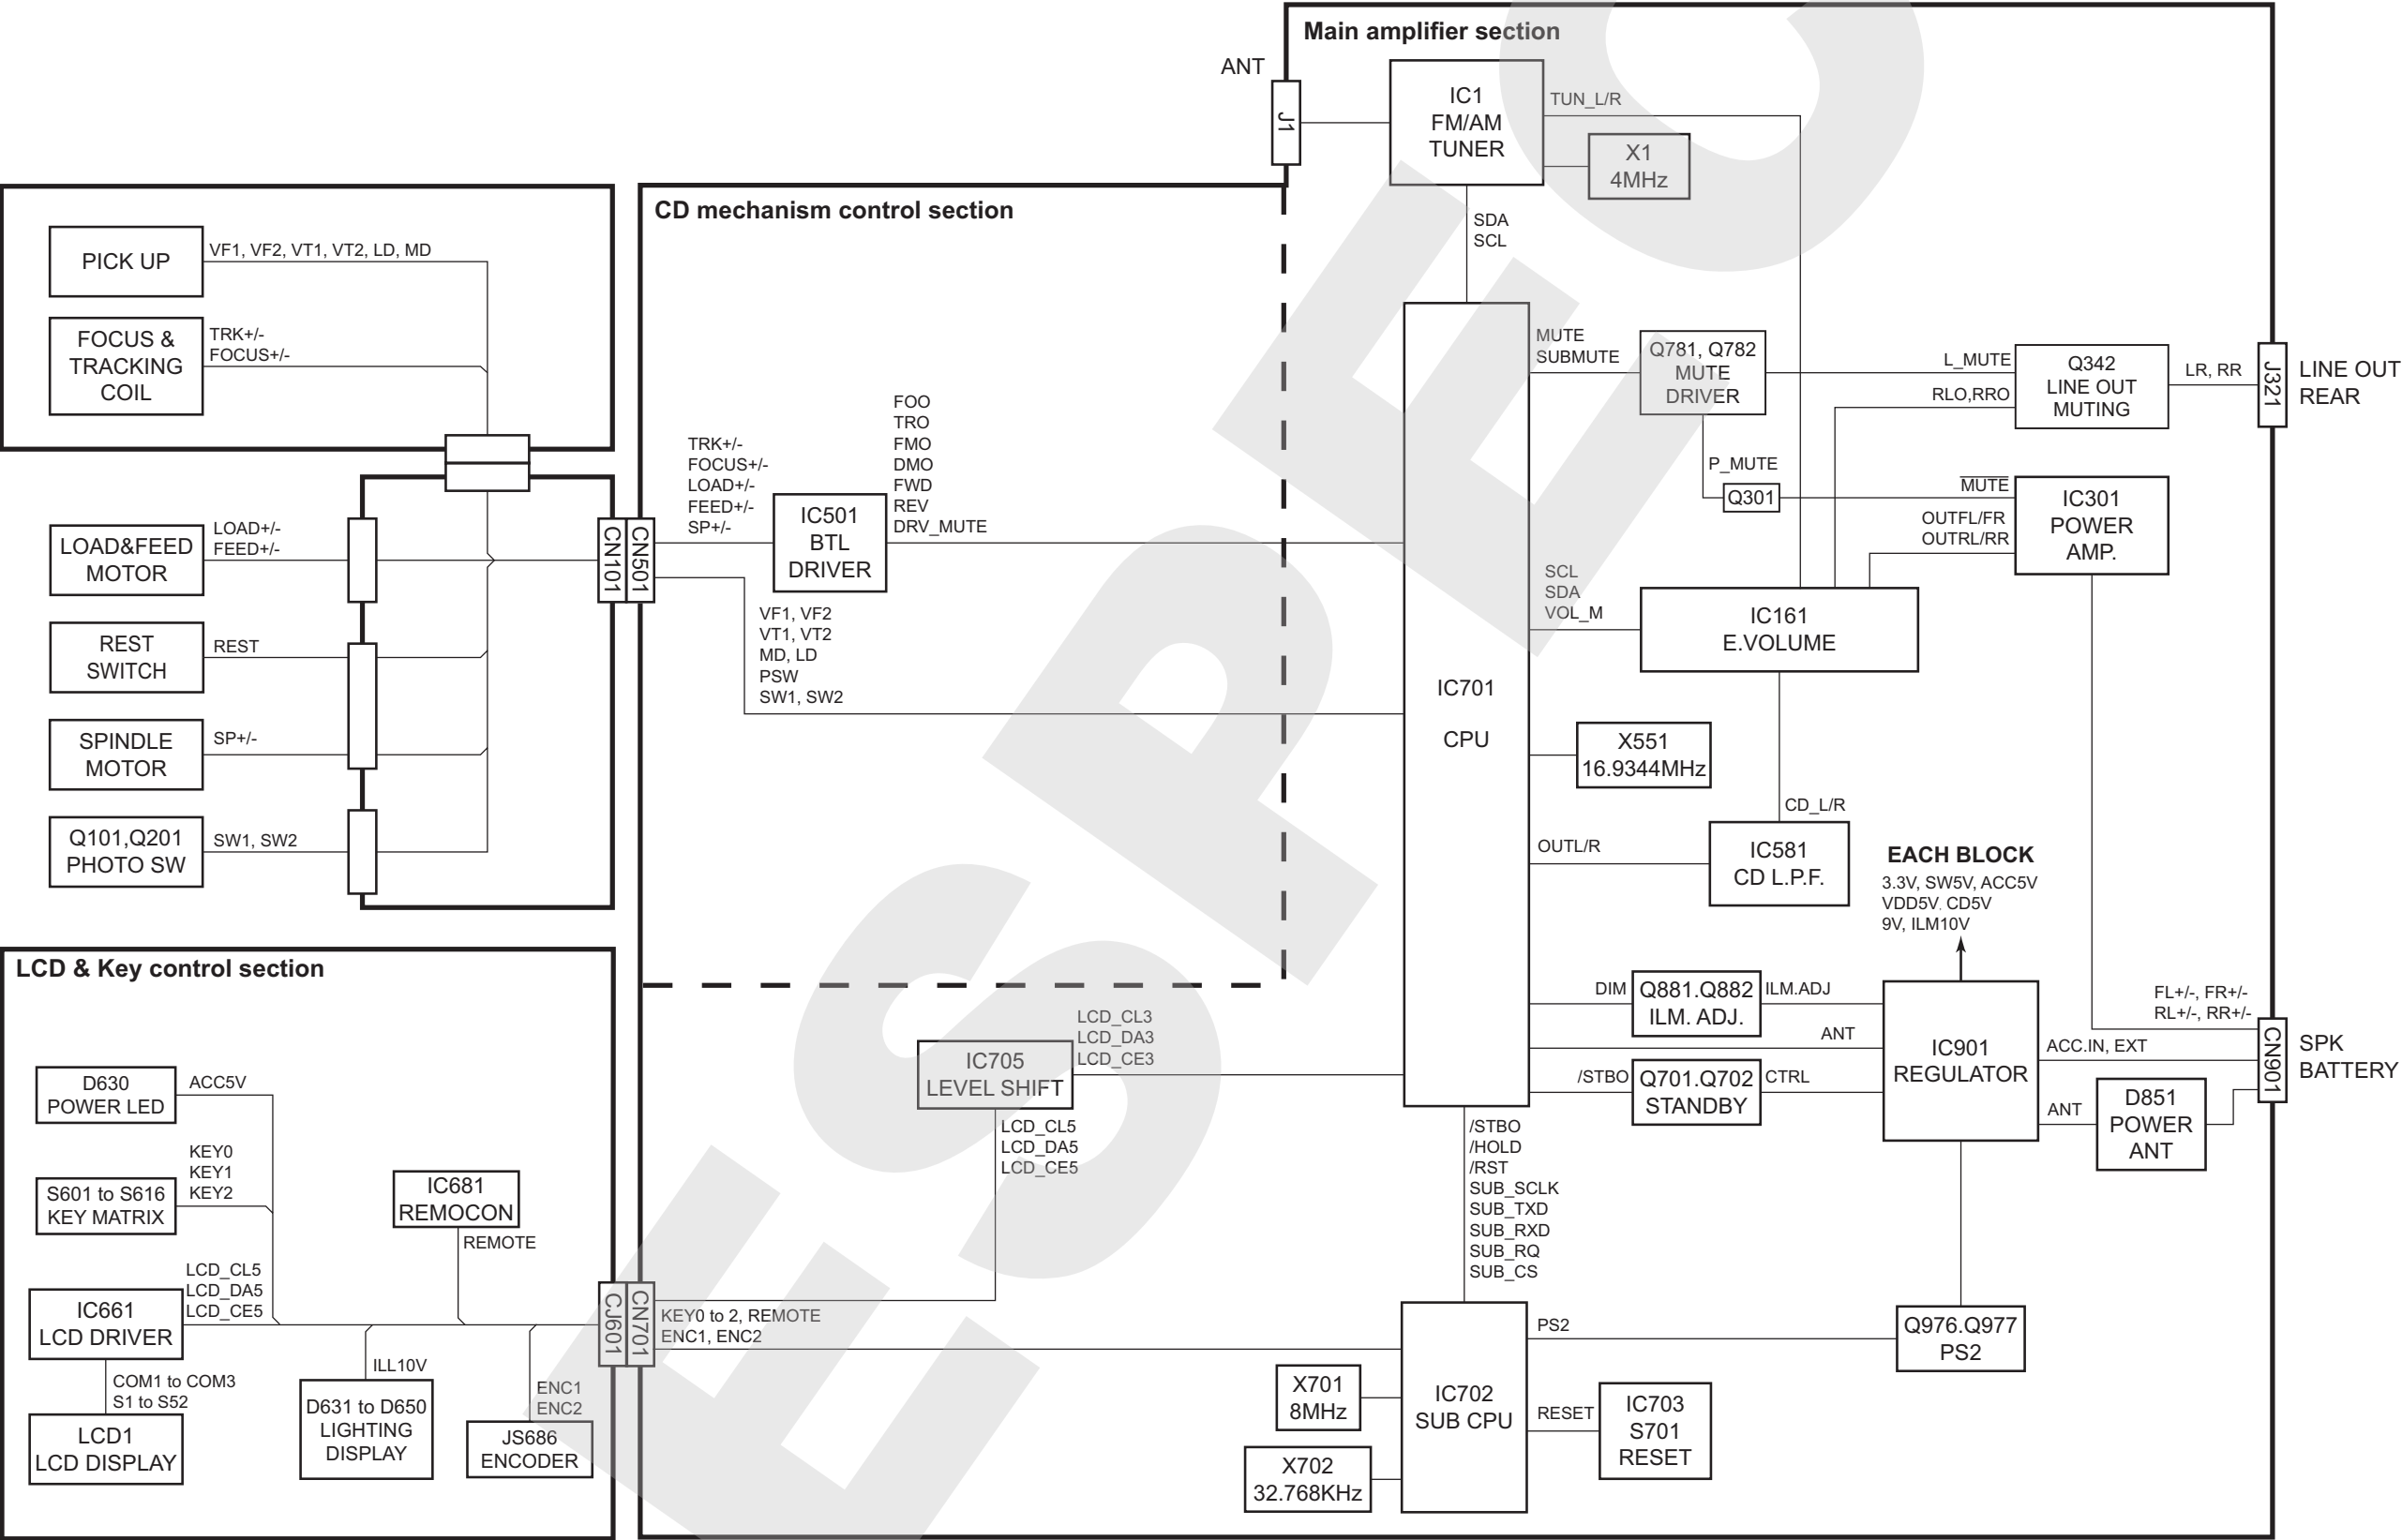 Main amplifier section
ANT
J1
IC1
FM/AM
TUNER
TUN_L/R
X1
4MHz
SDA
SCL
CD mechanism control section
PICK UP
VF1, VF2, VT1, VT2, LD, MD
FOCUS &
TRACKING
COIL
TRK+/-
FOCUS+/-
LOAD&FEED
MOTOR
LOAD+/-
FEED+/-
REST
SWITCH
REST
SPINDLE
MOTOR
SP+/-
Q101,Q201
PHOTO SW
SW1, SW2
CN101
CN501
TRK+/-
FOCUS+/-
LOAD+/-
FEED+/-
SP+/-
IC501
BTL
DRIVER
FOO
TRO
FMO
DMO
FWD
REV
DRV_MUTE
VF1, VF2
VT1, VT2
MD, LD
PSW
SW1, SW2
IC701
CPU
MUTE
SUBMUTE
Q781, Q782
MUTE
DRIVER
L_MUTE
RLO,RRO
Q342
LINE OUT
MUTING
LR, RR
J321
LINE OUT
REAR
P_MUTE
Q301
MUTE
OUTFL/FR
OUTRL/RR
IC301
POWER
AMP.
SCL
SDA
VOL_M
IC161
E.VOLUME
X551
16.9344MHz
CD_L/R
OUTL/R
IC581
CD L.P.F.
EACH BLOCK
3.3V, SW5V, ACC5V
VDD5V, CD5V
9V, ILM10V
DIM
Q881.Q882
ILM. ADJ.
ILM.ADJ
ANT
/STBO
Q701.Q702
STANDBY
CTRL
IC901
REGULATOR
FL+/-, FR+/-
RL+/-, RR+/-
ACC.IN, EXT
CN901
SPK
BATTERY
ANT
D851
POWER
ANT
LCD & Key control section
D630
POWER LED
ACC5V
S601 to S616
KEY MATRIX
KEY0
KEY1
KEY2
IC681
REMOCON
REMOTE
IC661
LCD DRIVER
LCD_CL5
LCD_DA5
LCD_CE5
COM1 to COM3
S1 to S52
LCD1
LCD DISPLAY
ILL10V
D631 to D650
LIGHTING
DISPLAY
ENC1
ENC2
JS686
ENCODER
CJ601
CN701
IC705
LEVEL SHIFT
LCD_CL3
LCD_DA3
LCD_CE3
LCD_CL5
LCD_DA5
LCD_CE5
KEY0 to 2, REMOTE
ENC1, ENC2
/STBO
/HOLD
/RST
SUB_SCLK
SUB_TXD
SUB_RXD
SUB_RQ
SUB_CS
X701
8MHz
X702
32.768KHz
IC702
SUB CPU
PS2
Q976.Q977
PS2
RESET
IC703
S701
RESET
ESPEC